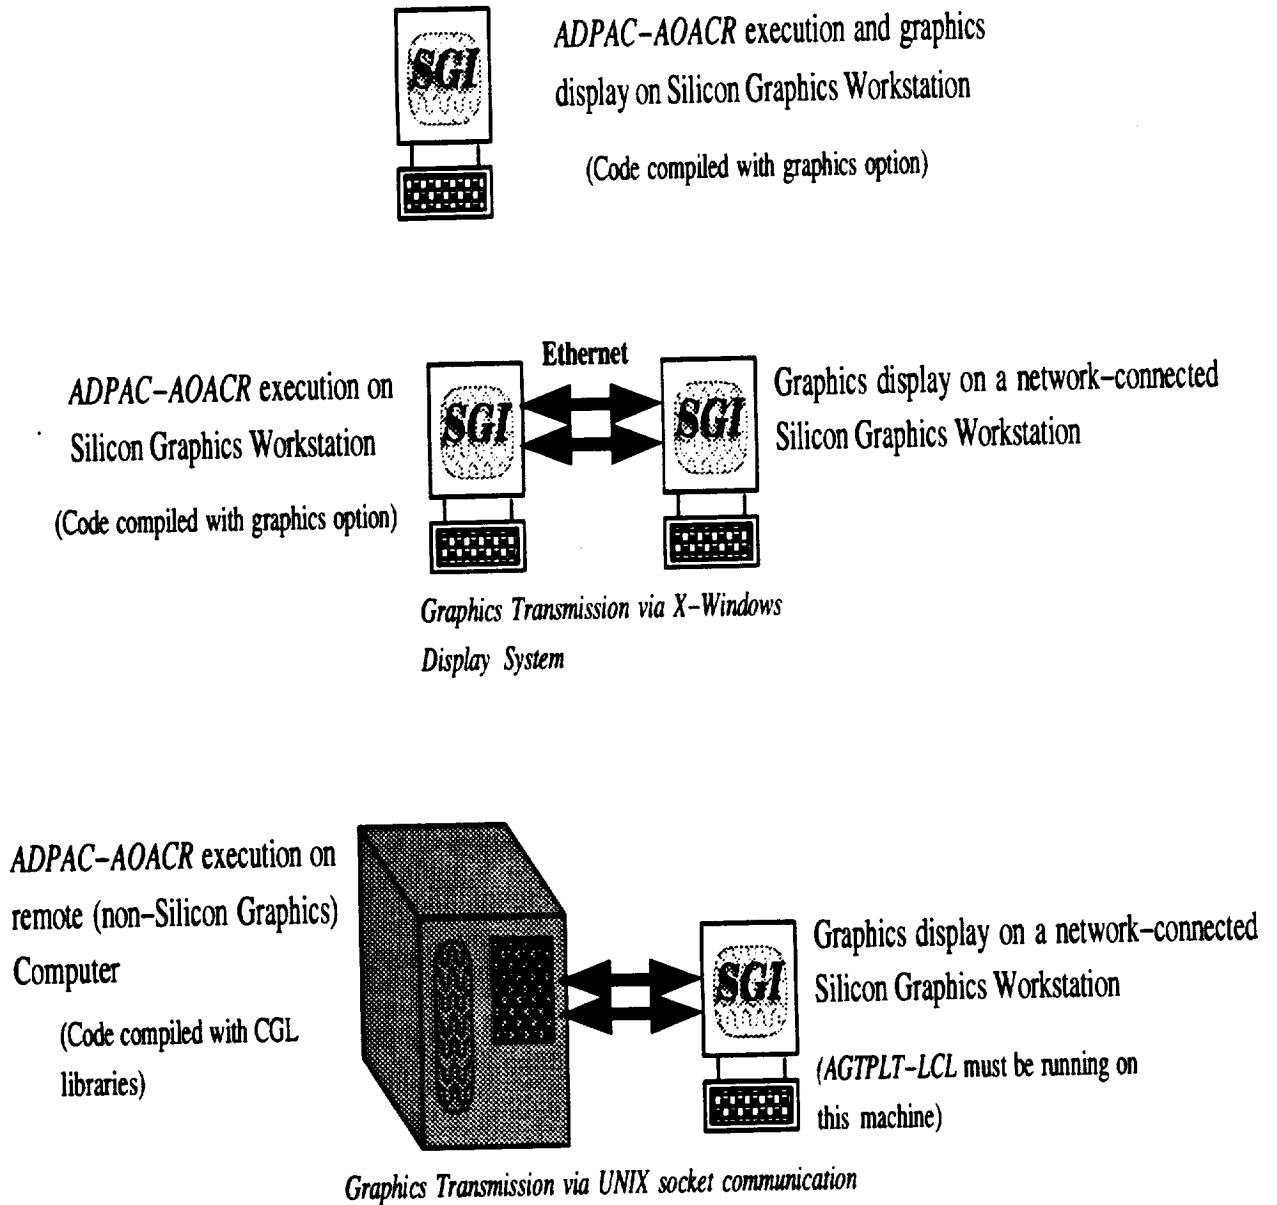 SGI
ADPAC-AOACR execution and graphics
display on Silicon Graphics Workstation
(Code compiled with graphics option)
ADPAC-AOACR execution on
Silicon Graphics Workstation
(Code compiled with graphics option)
Ethernet
SGI
SGI
Graphics display on a network-connected
Silicon Graphics Workstation
Graphics Transmission via X-Windows
Display System
ADPAC-AOACR execution on
remote (non-Silicon Graphics)
Computer
(Code compiled with CGL
libraries)
SGI
Graphics display on a network-connected
Silicon Graphics Workstation
(AGTPLT-LCL must be running on
this machine)
Graphics Transmission via UNIX socket communication